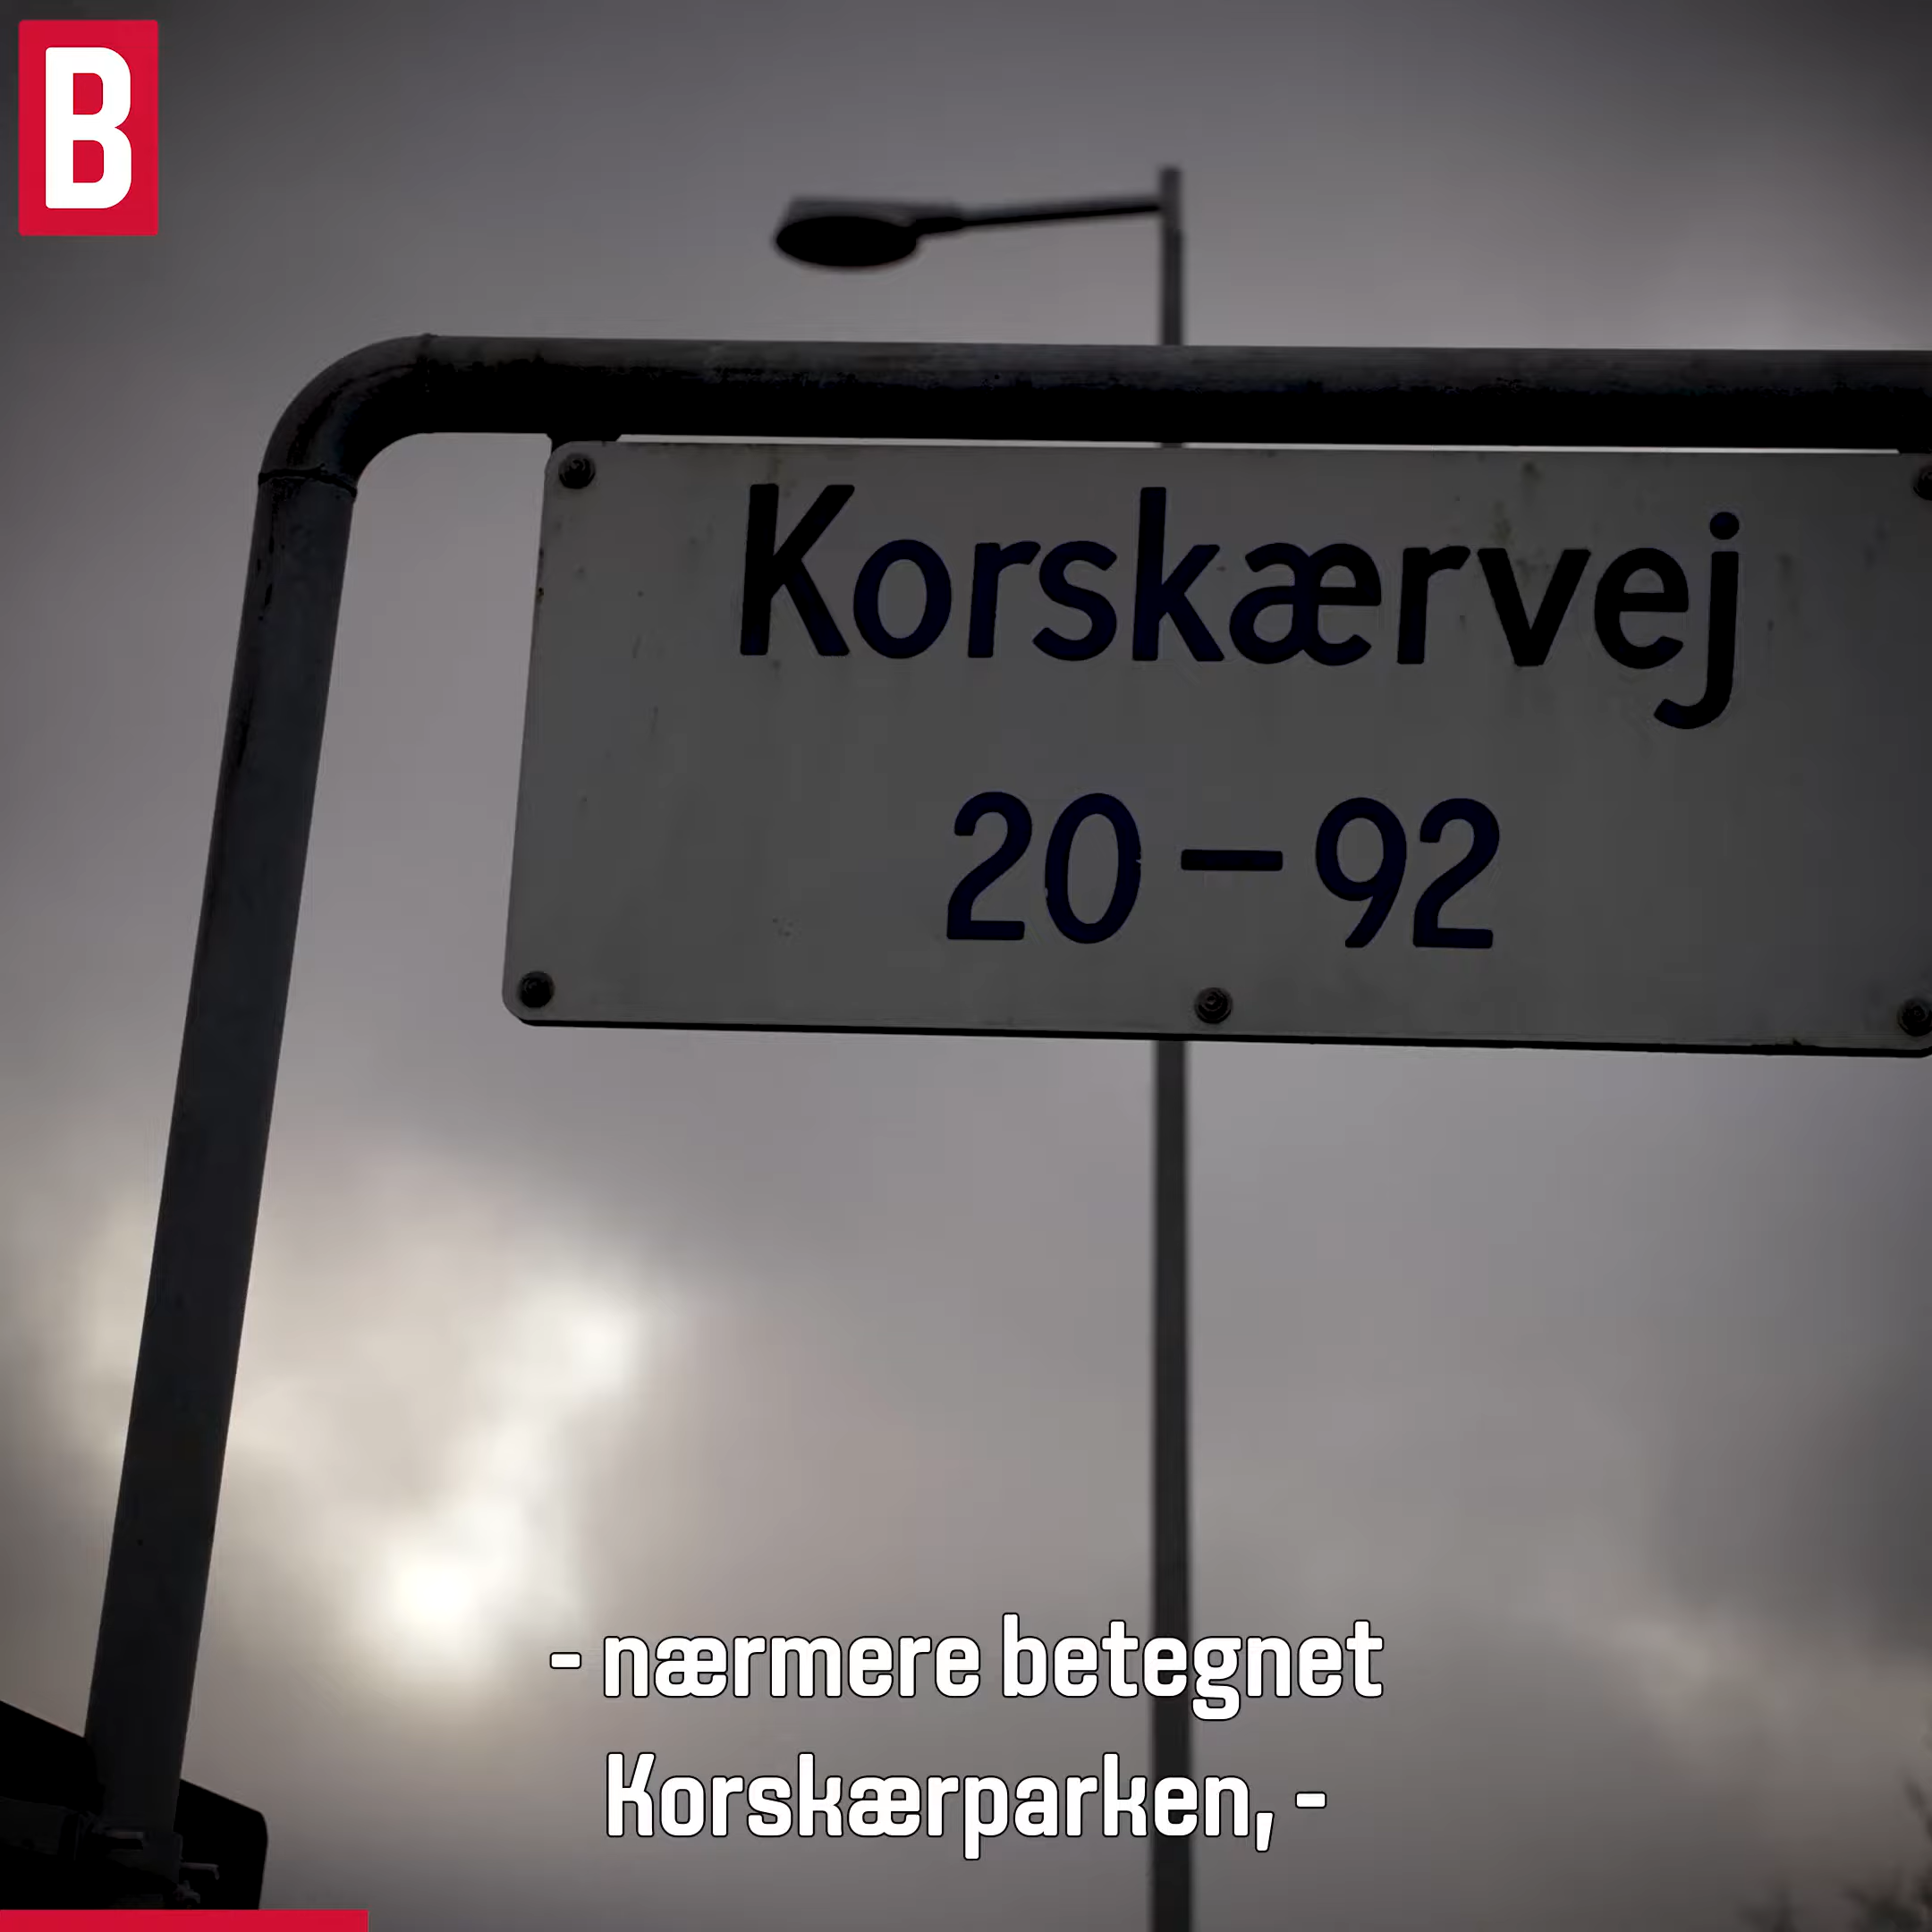 B
Korskærvej
20-92
- nærmere betegnet
Korskærparken, -